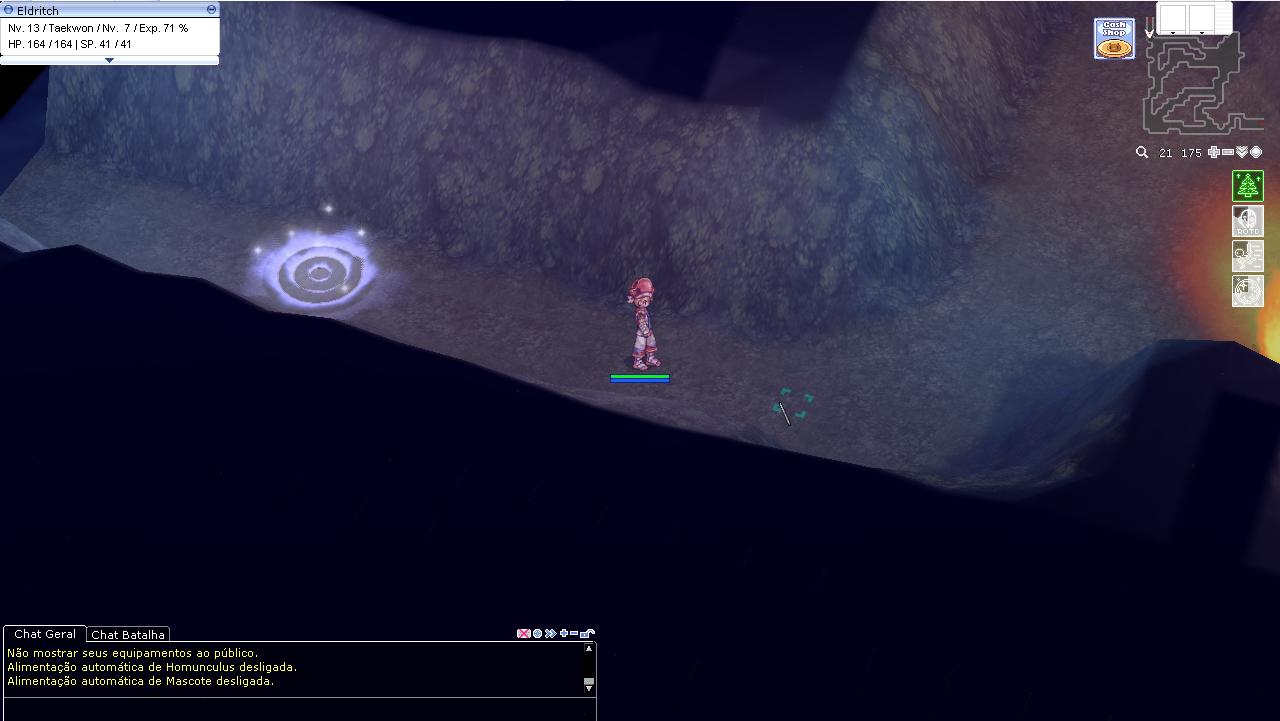 Eldritch
Nv. 13 / Taekwon / Nv. 7 / Exp. 71 %
HP. 164 / 164 | SP. 41 / 41
Cash
Shop
21 175
ROTD
Chat Geral
Chat Batalha
Não mostrar seus equipamentos ao público.
Alimentação automática de Homunculus desligada.
Alimentação automática de Mascote desligada.